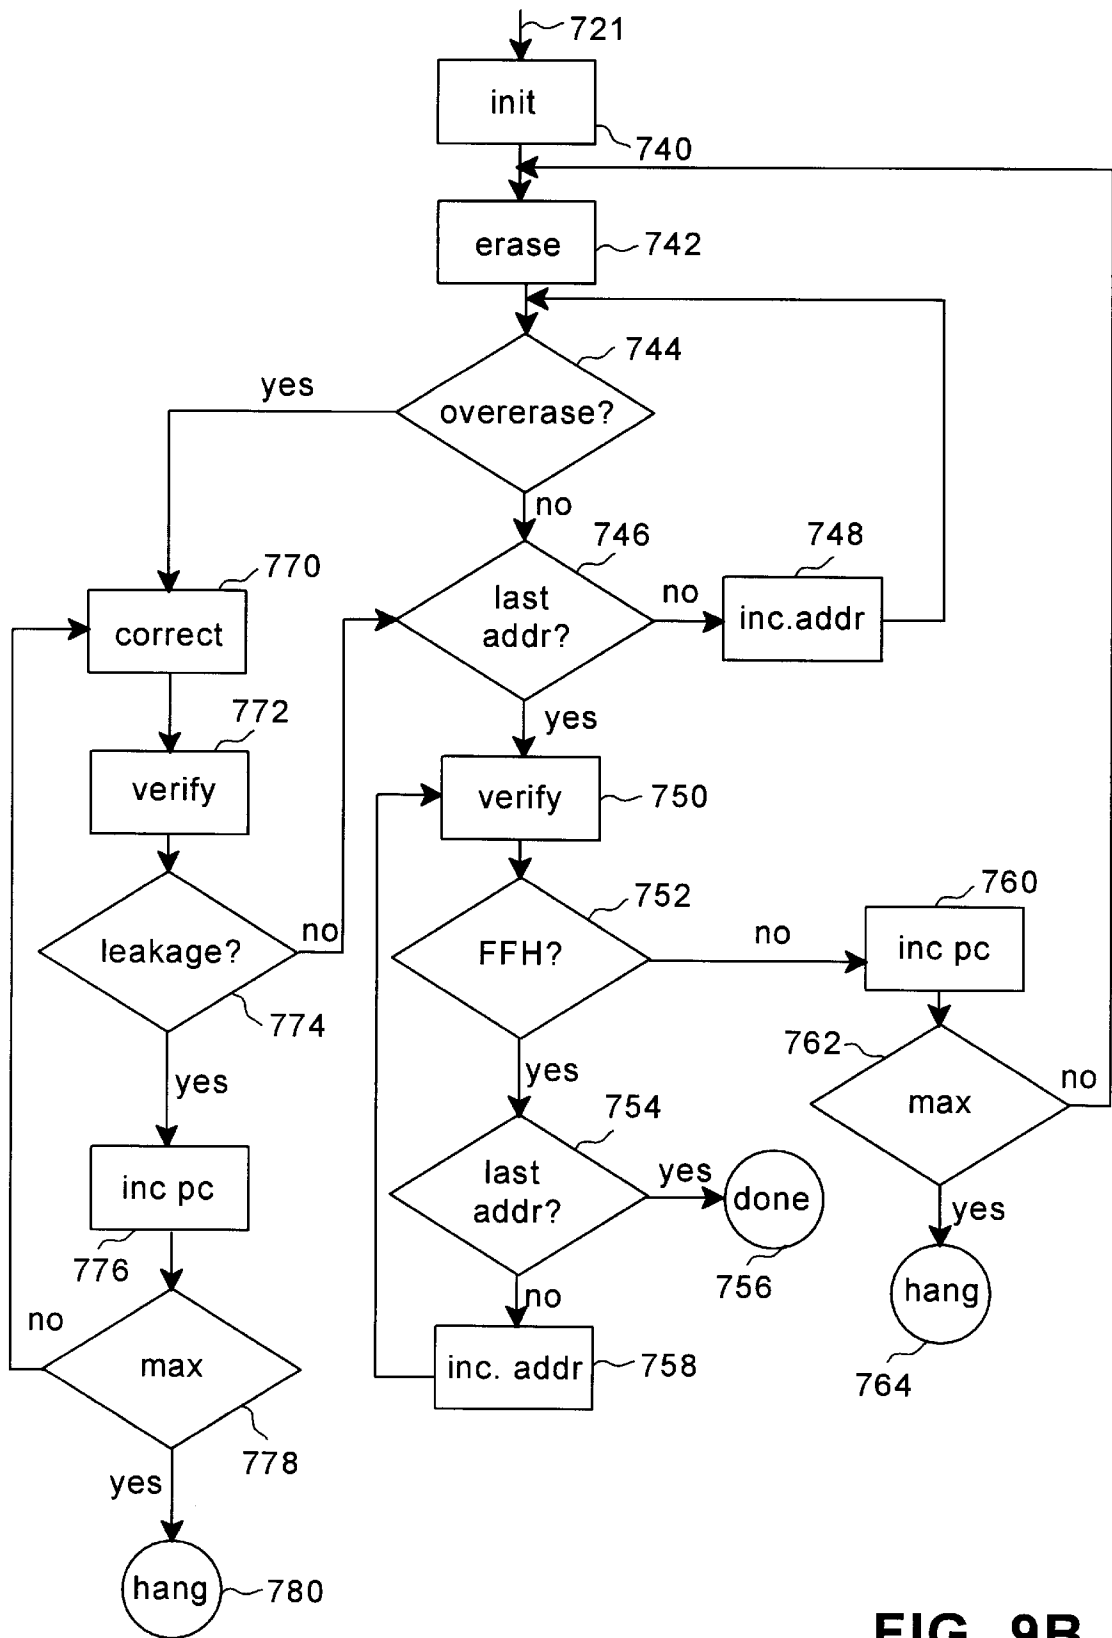 721
init
740
erase
742
744
yes
overerase?
no
746
748
770
last
addr?
no
inc.addr
correct
772
yes
verify
verify
750
752
760
leakage?
no
FFH?
no
inc pc
774
762
yes
yes
754
max
no
inc pc
last
addr?
yes
done
yes
776
756
no
hang
no
max
inc. addr
758
764
778
yes
hang
780
FIG. 9B